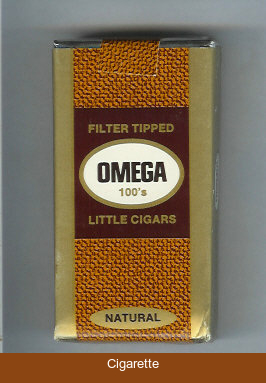 FILTER TIPPED
OMEGA
100's
LITTLE CIGARS
NATURAL
Cigarette